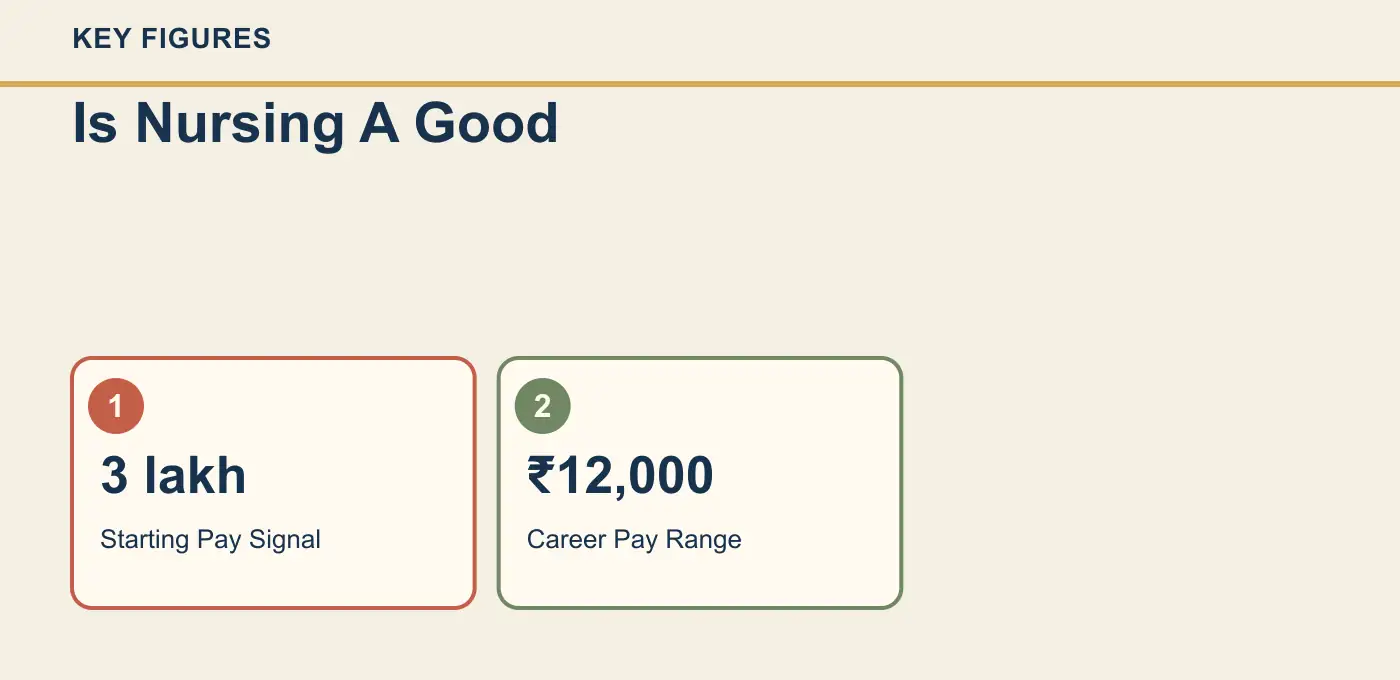 KEY FIGURES
Is Nursing A Good
1
3 lakh
Starting Pay Signal
2
₹12,000
Career Pay Range